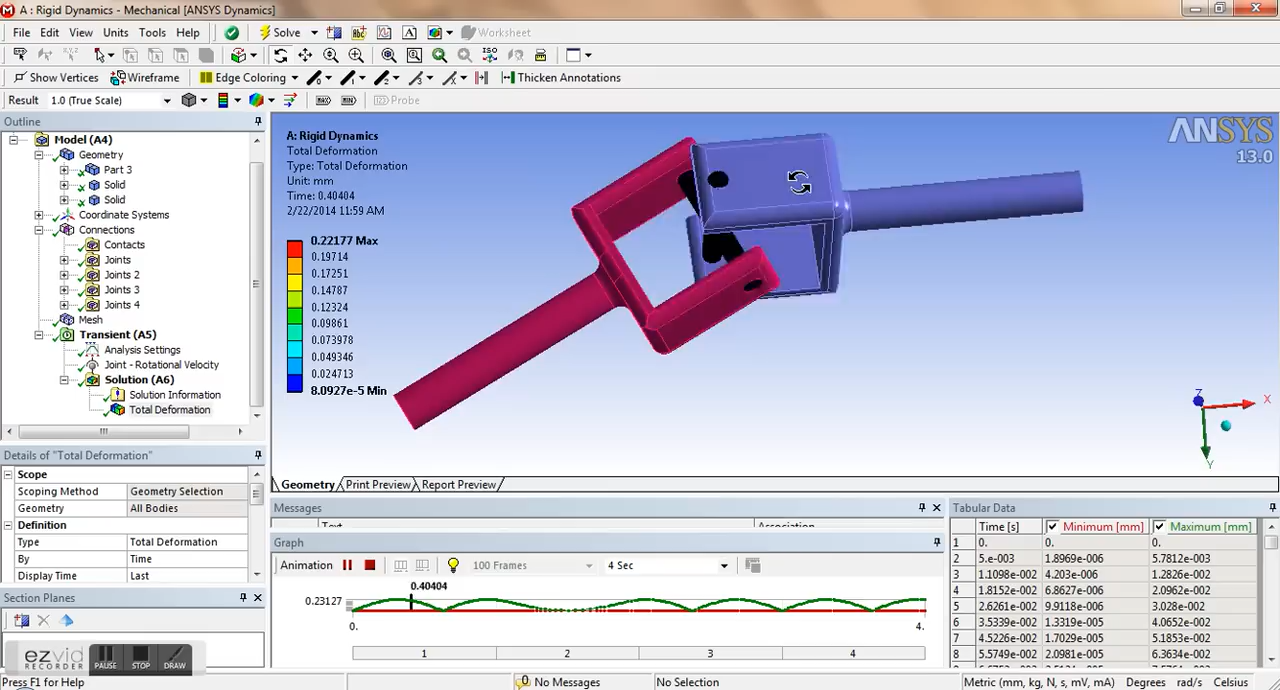 A : Rigid Dynamics - Mechanical [ANSYS Dynamics]
File Edit View Units Tools Help Solve Worksheet
Show Vertices Wireframe Edge Coloring Thicken Annotations
Result 1.0 (True Scale) MAX MIN Probe
Outline
Model (A4)
Geometry
Part 3
Solid
Solid
Coordinate Systems
Connections
Contacts
Joints
Joints 2
Joints 3
Joints 4
Mesh
Transient (A5)
Analysis Settings
Joint - Rotational Velocity
Solution (A6)
Solution Information
Total Deformation
Details of "Total Deformation"
Scope
Scoping Method Geometry Selection
Geometry All Bodies
Definition
Type Total Deformation
By Time
Display Time Last
Section Planes
ezvid
RECORDER
PAUSE STOP DRAW
Press F1 for Help
A: Rigid Dynamics
Total Deformation
Type: Total Deformation
Unit: mm
Time: 0.40404
2/22/2014 11:59 AM
0.22177 Max
0.19714
0.17251
0.14787
0.12324
0.09861
0.073978
0.049346
0.024713
8.0927e-5 Min
ANSYS
13.0
Z X Y
Geometry Print Preview Report Preview
Messages
Text Association
Graph
Animation 100 Frames 4 Sec
0.40404
0.23127
0. 4.
1 2 3 4
Tabular Data
Time [s] Minimum [mm] Maximum [mm]
1 0. 0. 0.
2 5.e-003 1.8969e-006 5.7812e-003
3 1.1098e-002 4.203e-006 1.2826e-002
4 1.8152e-002 6.8627e-006 2.0962e-002
5 2.6261e-002 9.9118e-006 3.028e-002
6 3.5339e-002 1.3319e-005 4.0652e-002
7 4.5226e-002 1.7029e-005 5.1853e-002
8 5.5749e-002 2.0981e-005 6.3634e-002
No Messages No Selection Metric (mm, kg, N, s, mV, mA) Degrees rad/s Celsius